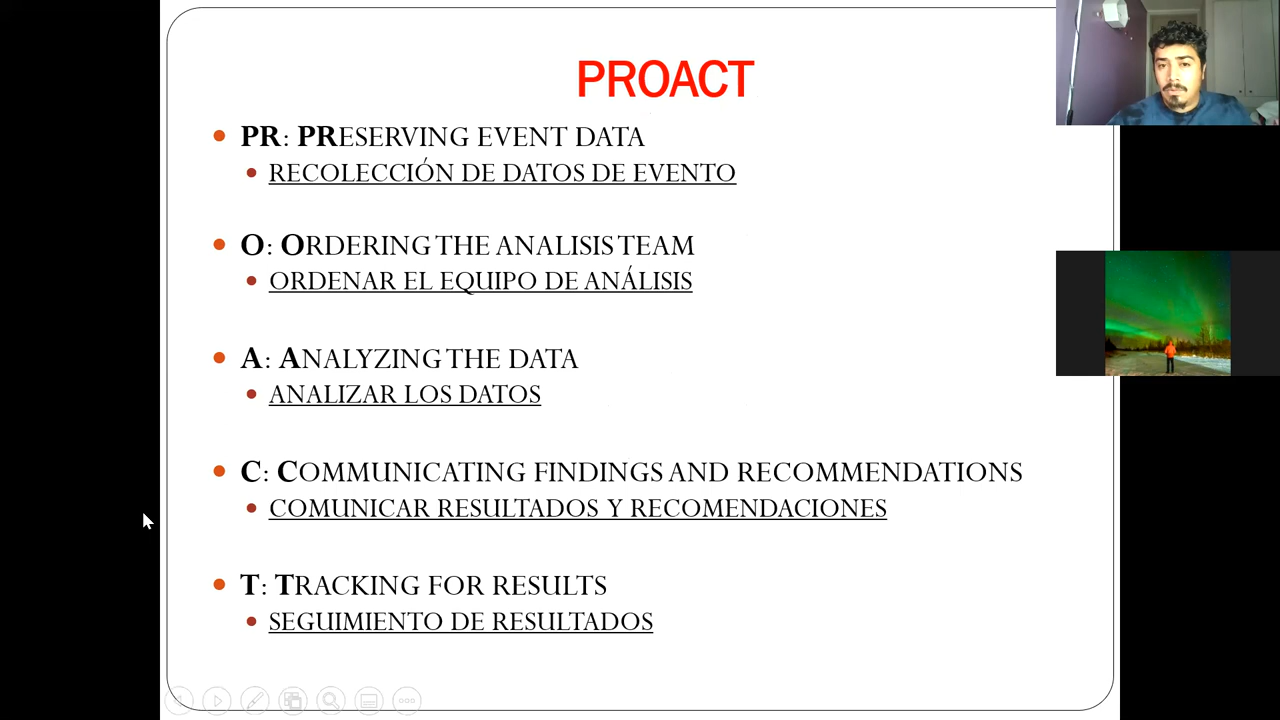 PROACT
PR: PRESERVING EVENT DATA
RECOLECCIÓN DE DATOS DE EVENTO
O: ORDERING THE ANALISIS TEAM
ORDENAR EL EQUIPO DE ANÁLISIS
A: ANALYZING THE DATA
ANALIZAR LOS DATOS
C: COMMUNICATING FINDINGS AND RECOMMENDATIONS
COMUNICAR RESULTADOS Y RECOMENDACIONES
T: TRACKING FOR RESULTS
SEGUIMIENTO DE RESULTADOS